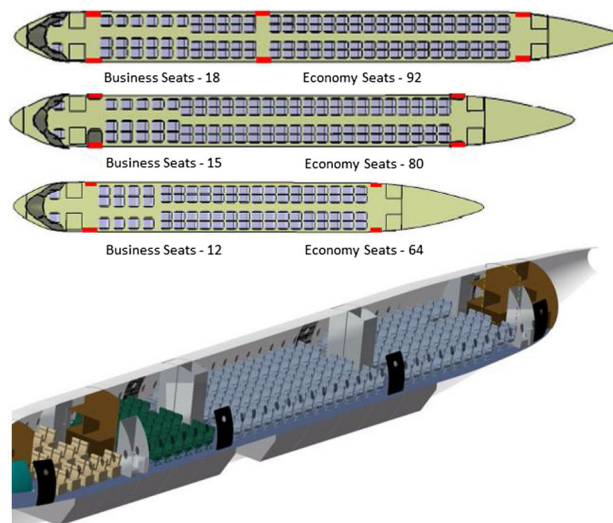 Business Seats - 18 Economy Seats - 92
Business Seats - 15 Economy Seats - 80
Business Seats - 12 Economy Seats - 64